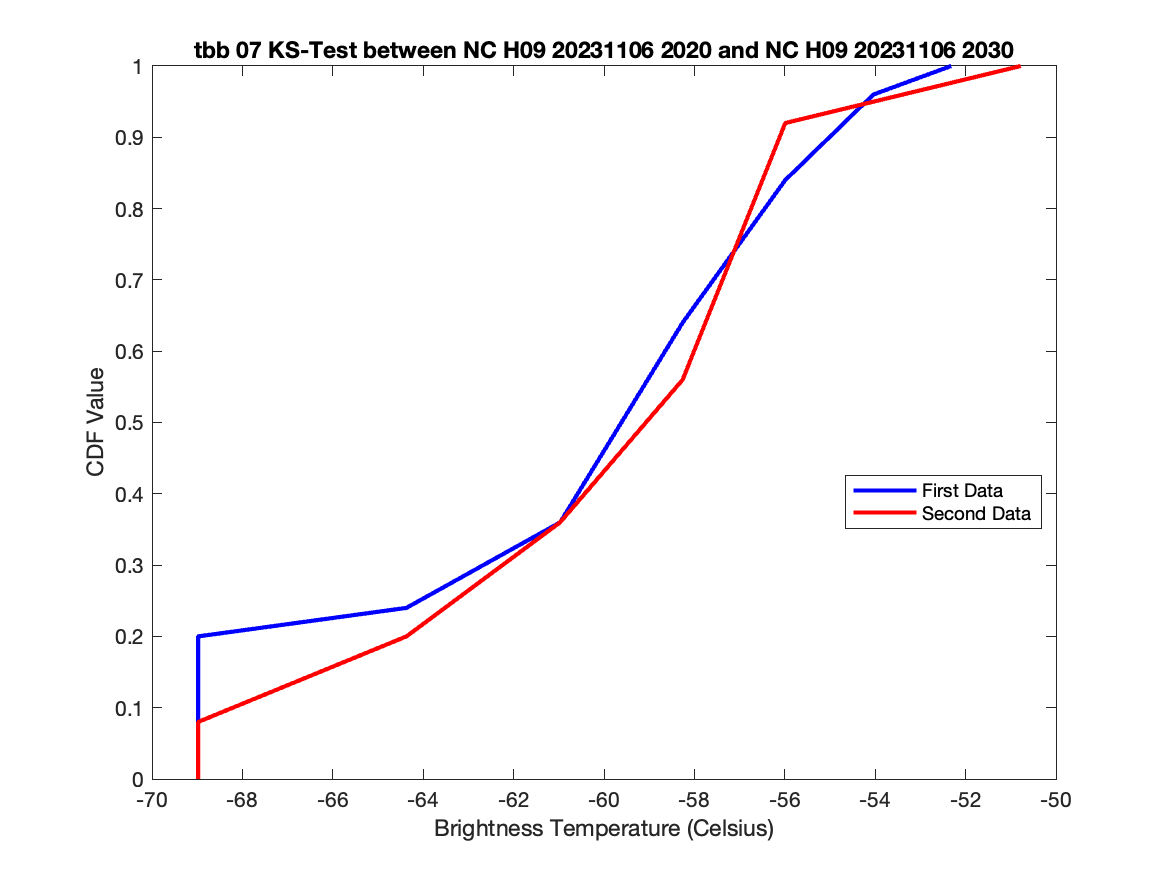 tbb 07 KS-Test between NC H09 20231106 2020 and NC H09 20231106 2030
1
0.9
0.8
0.7
0.6
0.5
0.4
0.3
0.2
0.1
0
CDF Value
First Data
Second Data
-70 -68 -66 -64 -62 -60 -58 -56 -54 -52 -50
Brightness Temperature (Celsius)